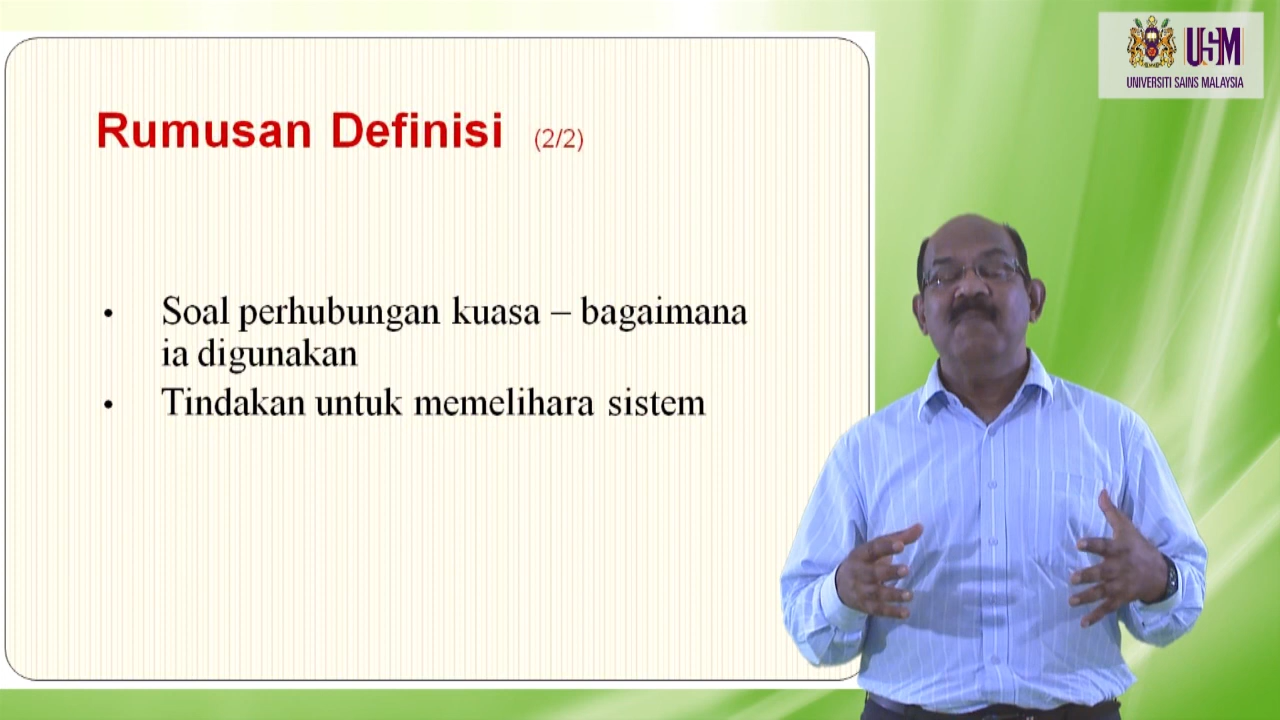 USM
UNIVERSITI SAINS MALAYSIA
Rumusan Definisi (2/2)
• Soal perhubungan kuasa – bagaimana
ia digunakan
• Tindakan untuk memelihara sistem